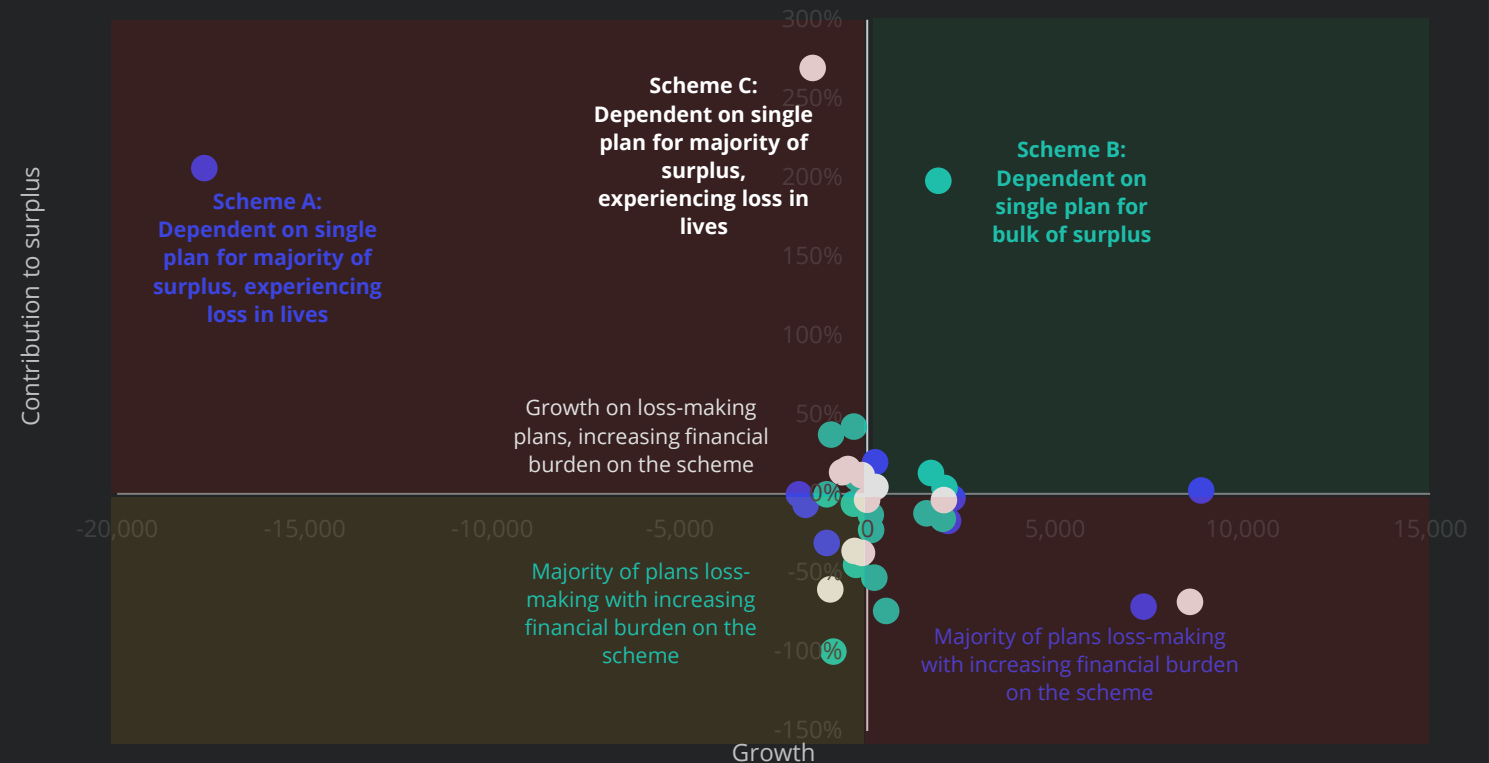 300%
Scheme C:
Dependent on single
plan for majority of
surplus,
experiencing loss in
lives
250%
200%
150%
100%
50%
0%
-50%
-100%
-150%
Scheme B:
Dependent on
single plan for
bulk of surplus
Scheme A:
Dependent on single
plan for majority of
surplus, experiencing
loss in lives
Contribution to surplus
Growth on loss-making
plans, increasing financial
burden on the scheme
-20,000
-15,000
-10,000
-5,000
0
5,000
10,000
15,000
Majority of plans loss-
making with increasing
financial burden on the
scheme
Majority of plans loss-making
with increasing financial burden
on the scheme
Growth